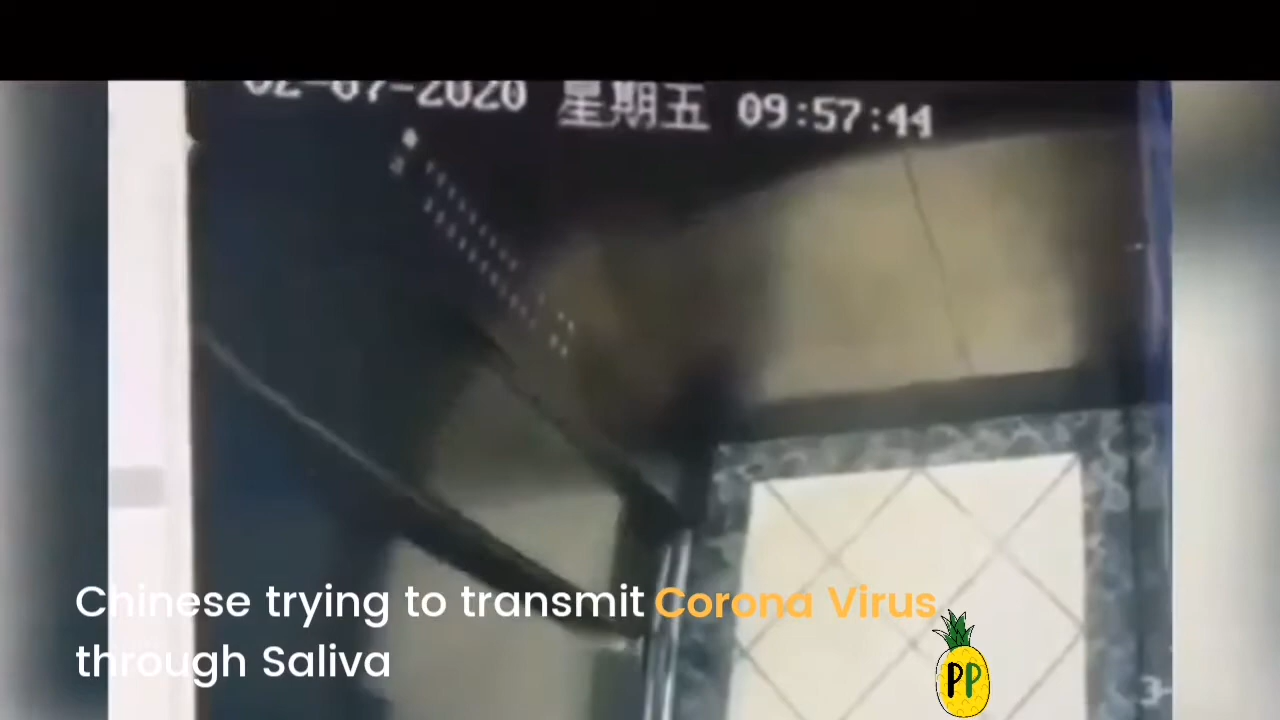 02-07-2020 星期五 09:57:44
Chinese trying to transmit Corona Virus
through Saliva
PP